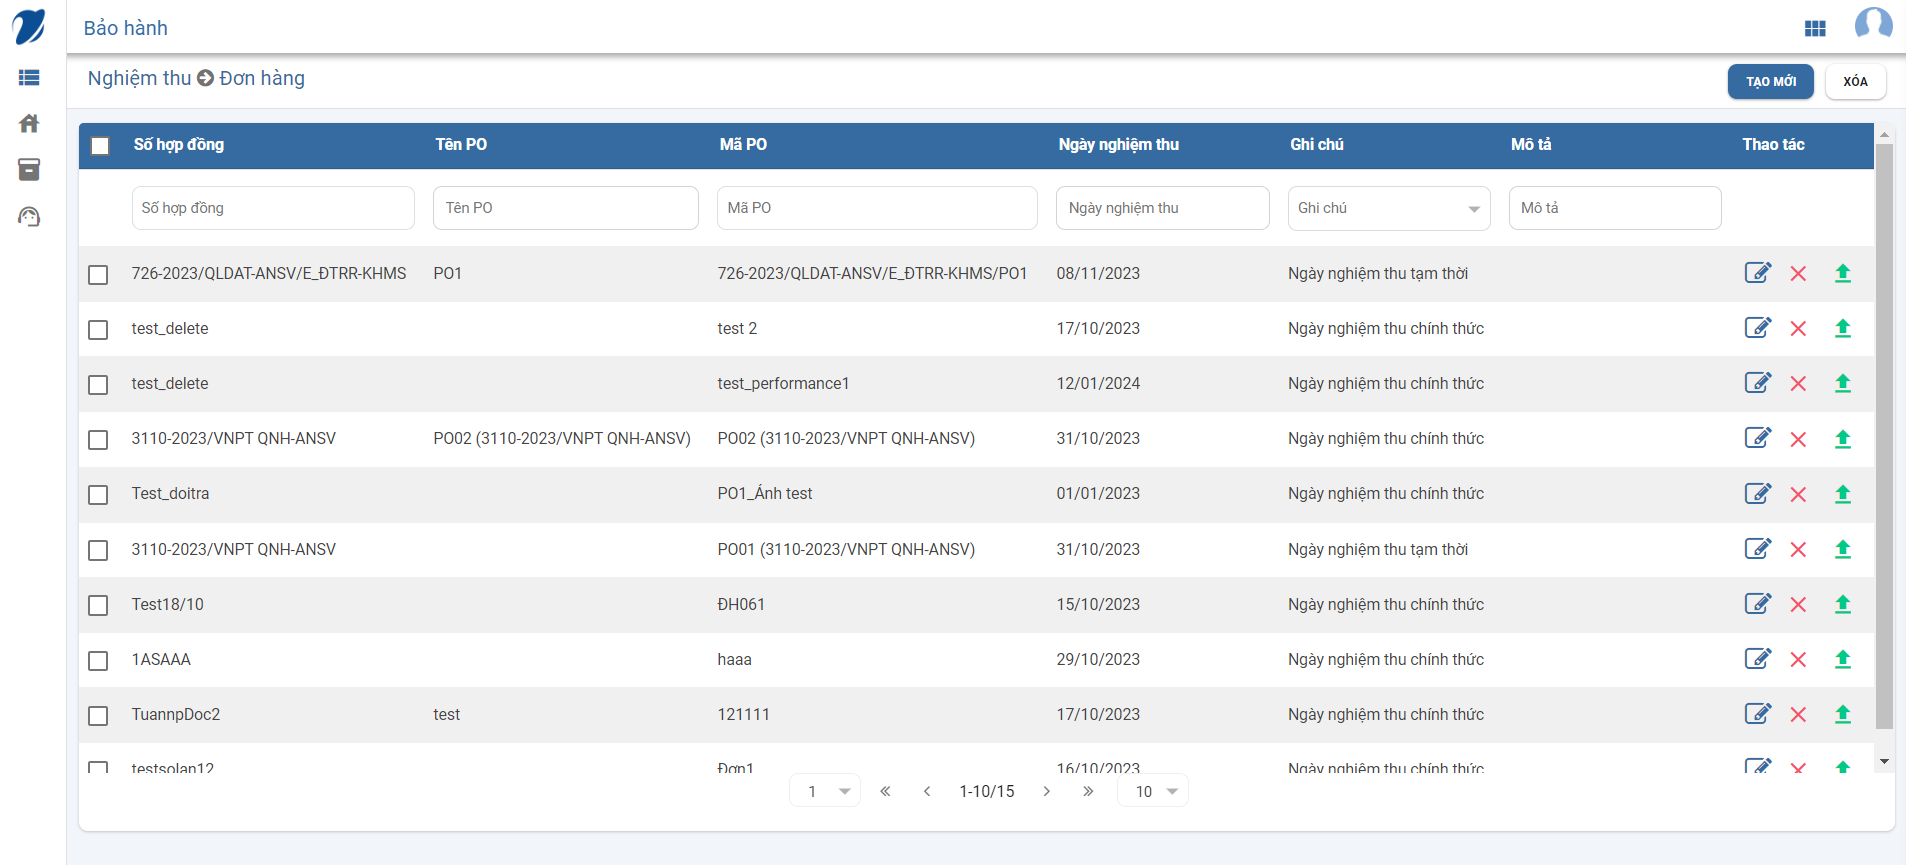 Bảo hành
Nghiệm thu Đơn hàng
TẠO MỚI XÓA
Số hợp đồng Tên PO Mã PO Ngày nghiệm thu Ghi chú Mô tả Thao tác
Số hợp đồng Tên PO Mã PO Ngày nghiệm thu Ghi chú Mô tả
726-2023/QLDAT-ANSV/E_ĐTRR-KHMS PO1 726-2023/QLDAT-ANSV/E_ĐTRR-KHMS/PO1 08/11/2023 Ngày nghiệm thu tạm thời
test_delete test 2 17/10/2023 Ngày nghiệm thu chính thức
test_delete test_performance1 12/01/2024 Ngày nghiệm thu chính thức
3110-2023/VNPT QNH-ANSV PO02 (3110-2023/VNPT QNH-ANSV) PO02 (3110-2023/VNPT QNH-ANSV) 31/10/2023 Ngày nghiệm thu chính thức
Test_doitra PO1_Ánh test 01/01/2023 Ngày nghiệm thu chính thức
3110-2023/VNPT QNH-ANSV PO01 (3110-2023/VNPT QNH-ANSV) 31/10/2023 Ngày nghiệm thu tạm thời
Test18/10 ĐH061 15/10/2023 Ngày nghiệm thu chính thức
1ASAAA haaa 29/10/2023 Ngày nghiệm thu chính thức
TuannpDoc2 test 121111 17/10/2023 Ngày nghiệm thu chính thức
testsolan12 Đơn1 16/10/2023 Ngày nghiệm thu chính thức
1 1-10/15 10